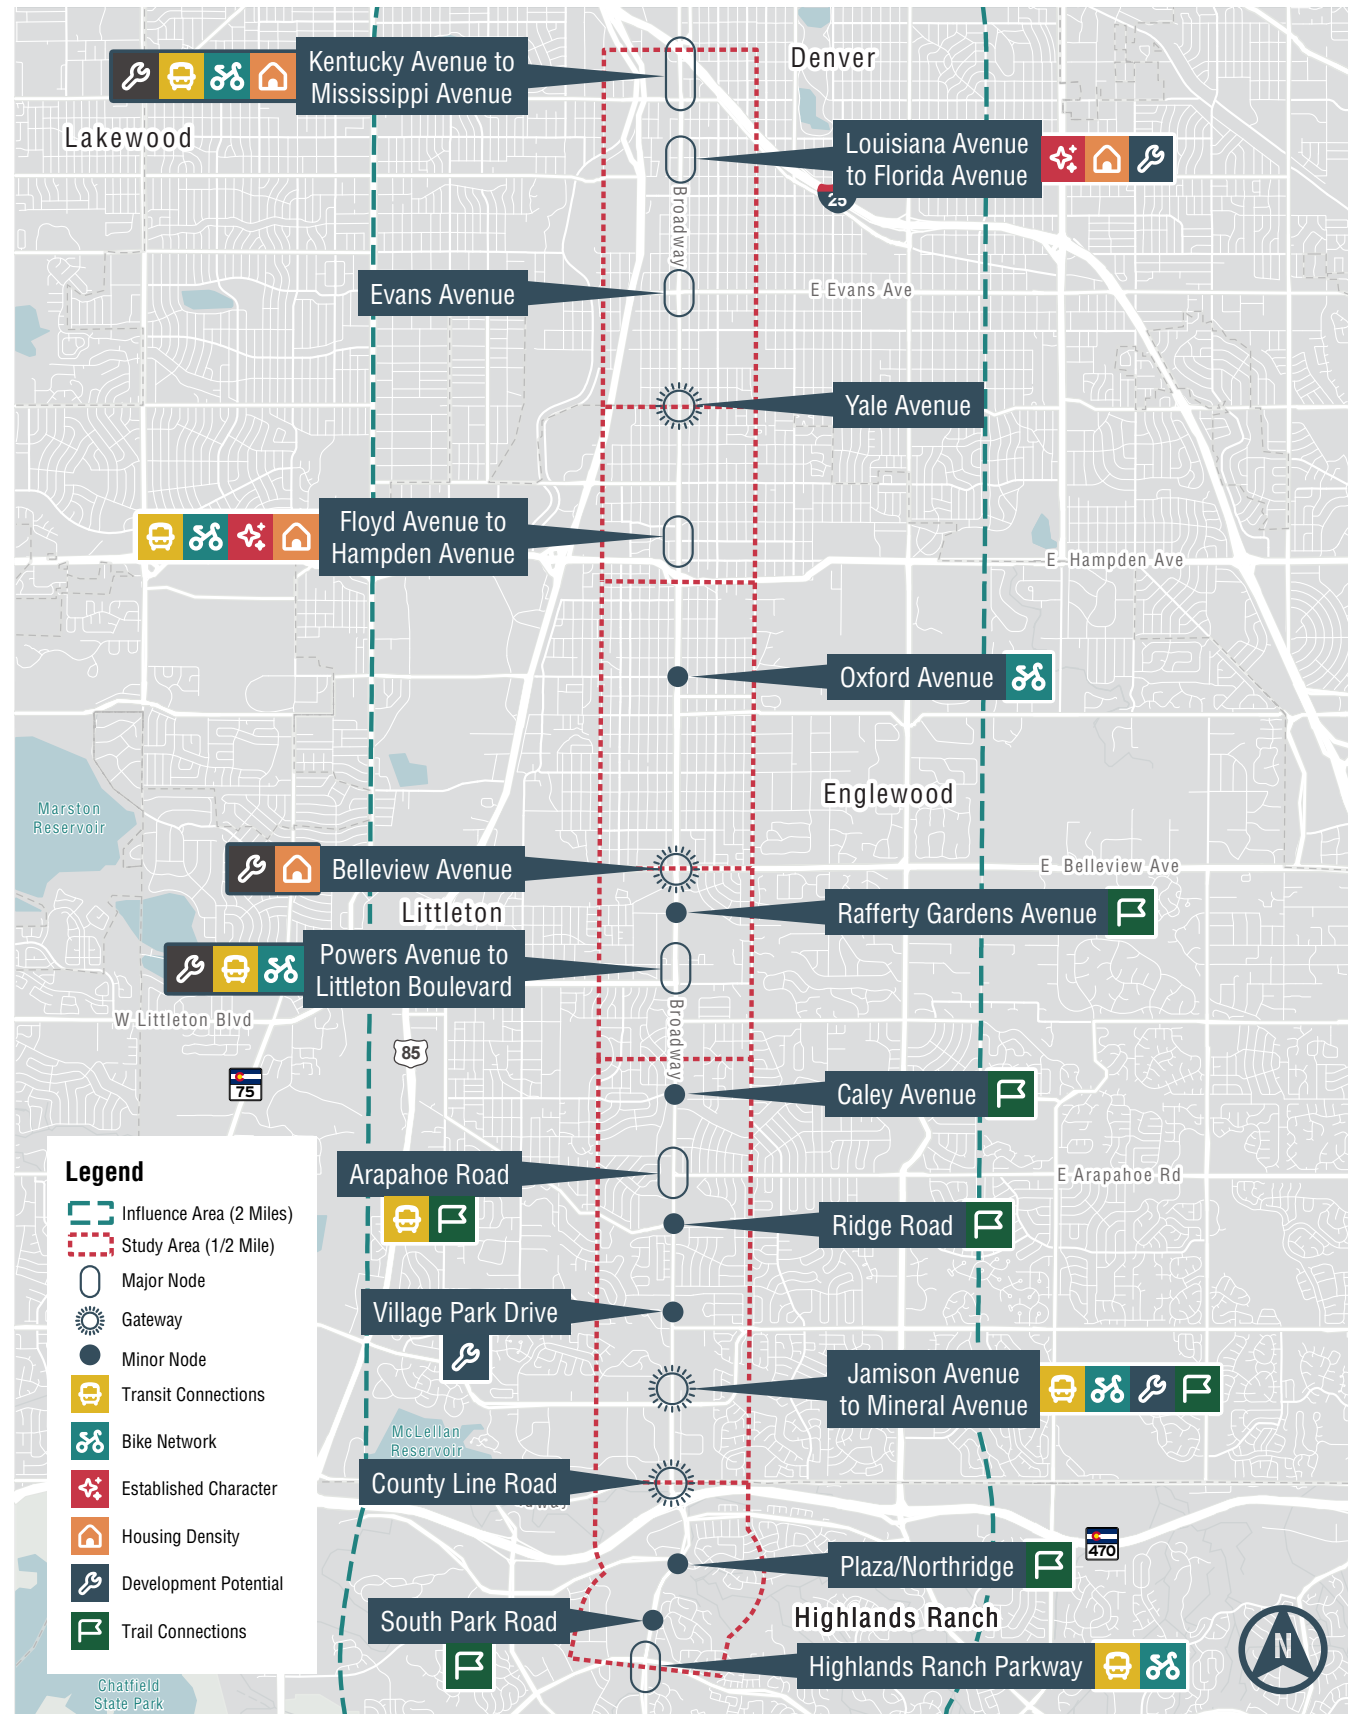 Denver
Kentucky Avenue to
Mississippi Avenue
Lakewood
Louisiana Avenue
to Florida Avenue
25
Broadway
Evans Avenue
E Evans Ave
Yale Avenue
Floyd Avenue to
Hampden Avenue
E Hampden Ave
Oxford Avenue
Englewood
Marston
Reservoir
Belleview Avenue
E Belleview Ave
Littleton
Rafferty Gardens Avenue
Powers Avenue to
Littleton Boulevard
W Littleton Blvd
Broadway
85
75
Caley Avenue
Arapahoe Road
E Arapahoe Rd
Ridge Road
Village Park Drive
Jamison Avenue
to Mineral Avenue
McLellan
Reservoir
County Line Road
470
Plaza/Northridge
South Park Road
Highlands Ranch
Highlands Ranch Parkway
N
Chatfield
State Park
Legend
Influence Area (2 Miles)
Study Area (1/2 Mile)
Major Node
Gateway
Minor Node
Transit Connections
Bike Network
Established Character
Housing Density
Development Potential
Trail Connections